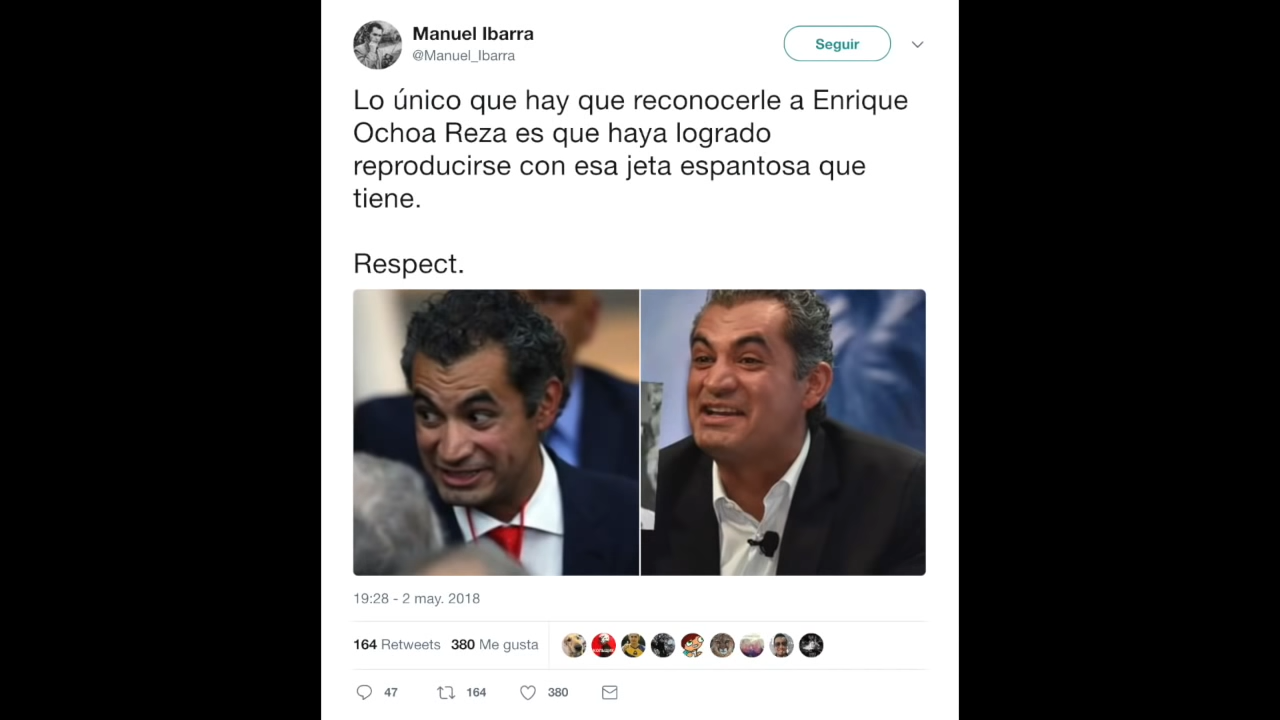 Manuel Ibarra
@Manuel_Ibarra
Seguir
Lo único que hay que reconocerle a Enrique
Ochoa Reza es que haya logrado
reproducirse con esa jeta espantosa que
tiene.
Respect.
19:28 - 2 may. 2018
164 Retweets 380 Me gusta
47 164 380